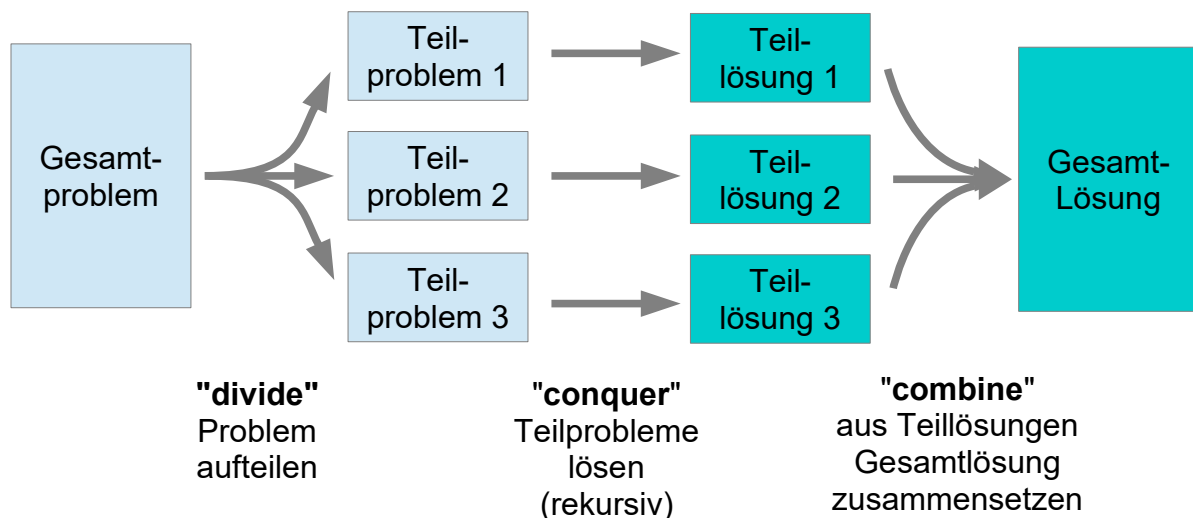 Gesamt-
problem
Teil-
problem 1
Teil-
problem 2
Teil-
problem 3
Teil-
lösung 1
Teil-
lösung 2
Teil-
lösung 3
Gesamt-
Lösung
"divide"
Problem
aufteilen
"conquer"
Teilprobleme
lösen
(rekursiv)
"combine"
aus Teillösungen
Gesamtlösung
zusammensetzen